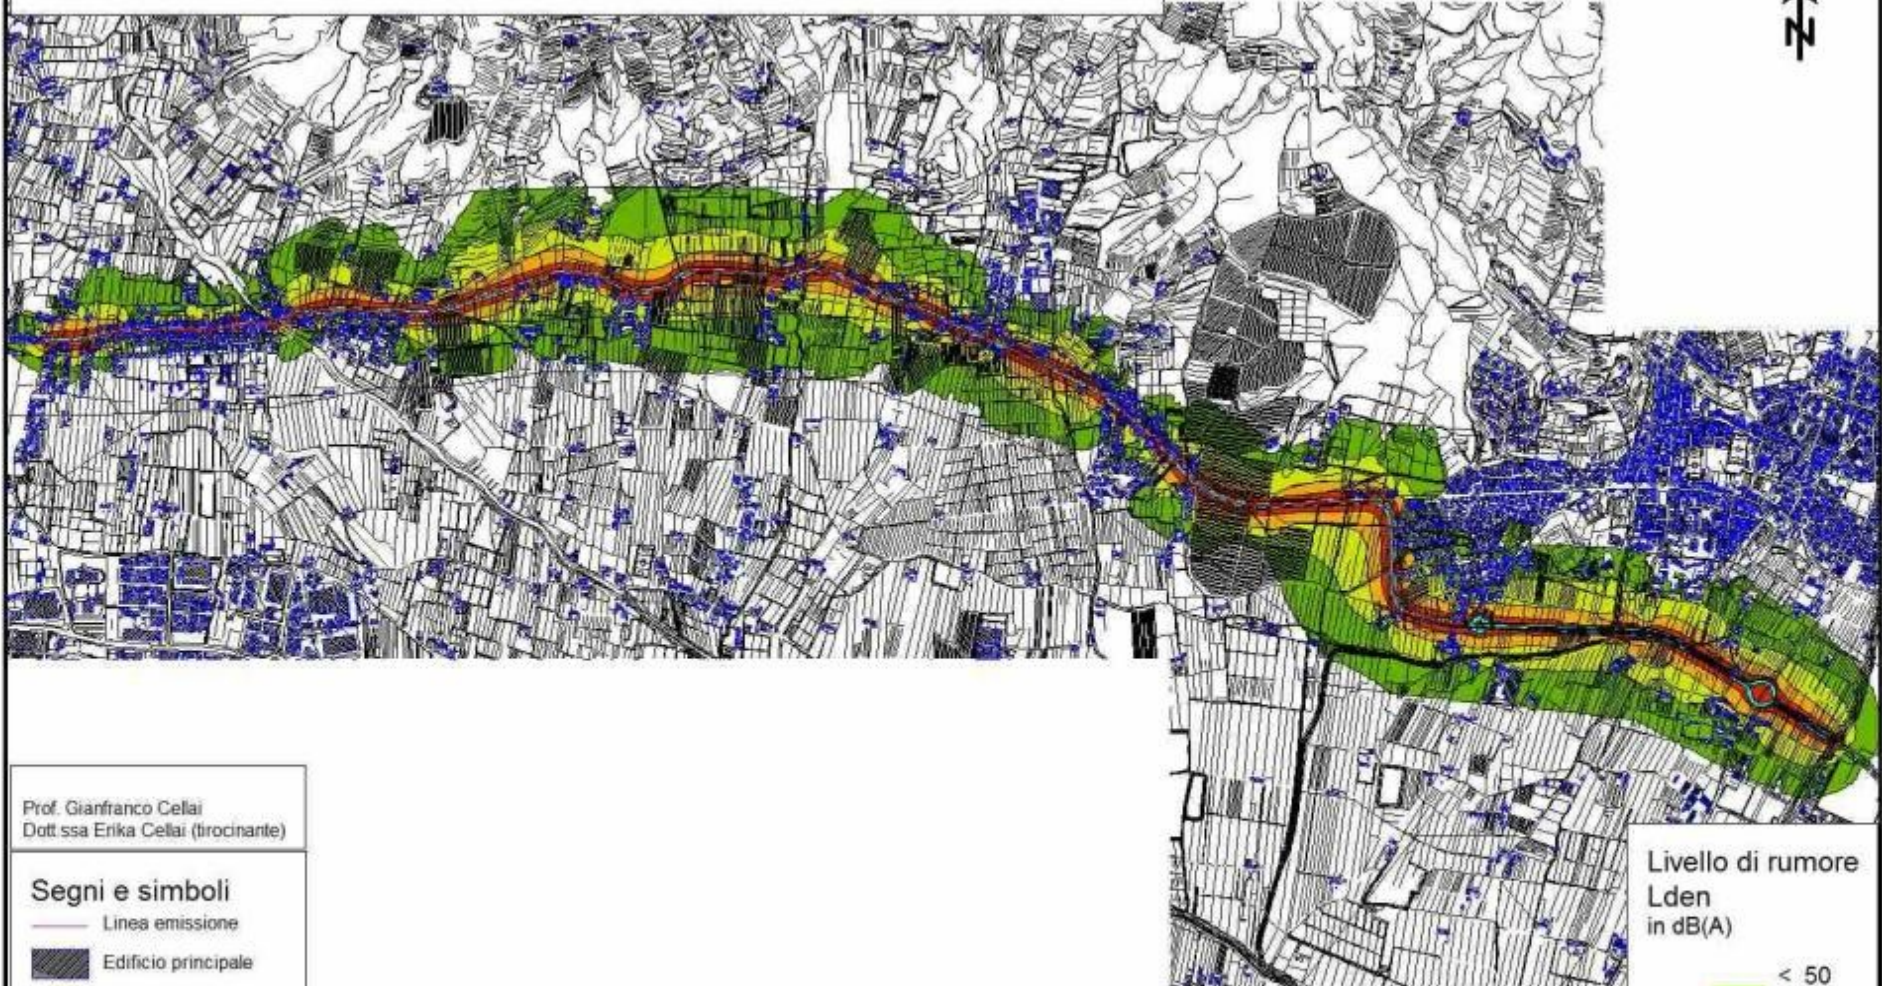 N
Prof. Gianfranco Cellai
Dott.ssa Erika Cellai (tirocinante)
Segni e simboli
Linea emissione
Edificio principale
Livello di rumore
Lden
in dB(A)
< 50